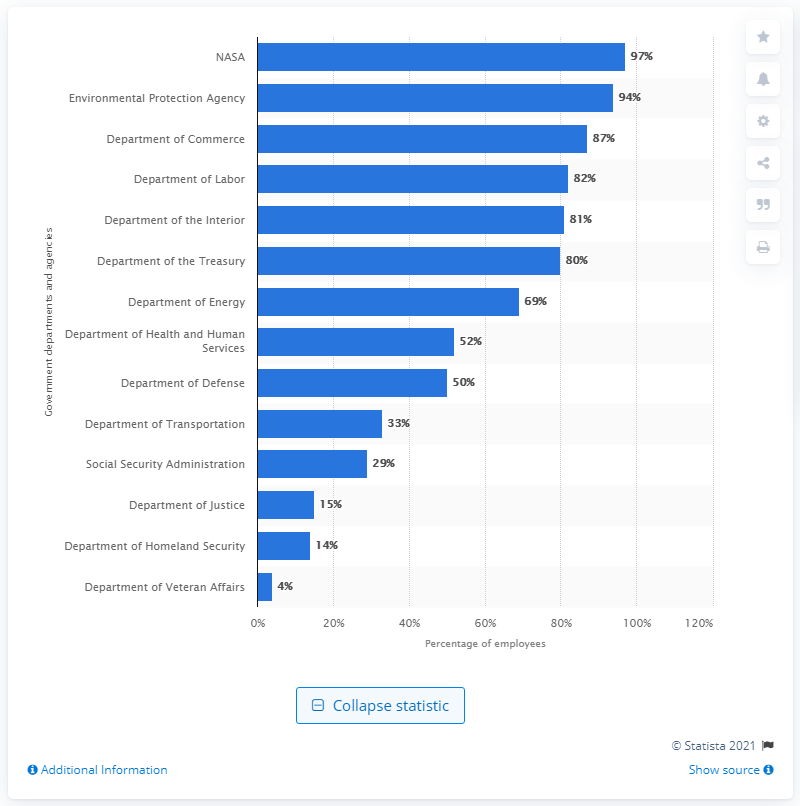 NASA
97%
Environmental Protection Agency
94%
Department of Commerce
87%
Department of Labor
82%
Department of the Interior
81%
Department of the Treasury
80%
Department of Energy
69%
Department of Health and Human
Services
52%
Department of Defense
50%
Department of Transportation
33%
Social Security Administration
29%
Department of Justice
15%
Department of Homeland Security
14%
Department of Veteran Affairs
4%
Government departments and agencies
0% 20% 40% 60% 80% 100% 120%
Percentage of employees
Collapse statistic
© Statista 2021
Additional Information
Show source